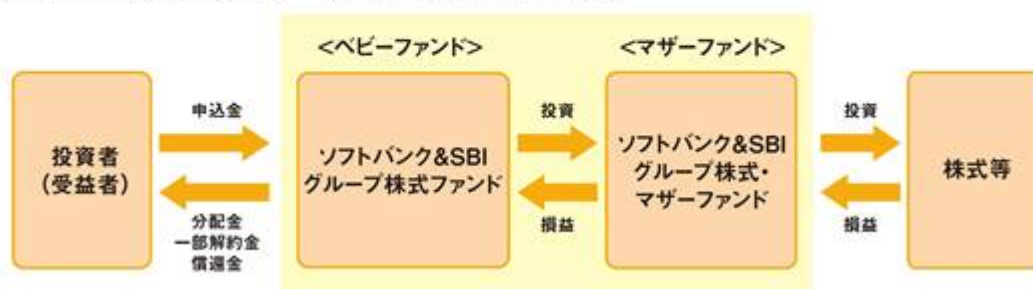 <ベビーファンド>
<マザーファンド>
投資者
(受益者)
申込金
分配金
一部解約金
償還金
ソフトバンク&SBI
グループ株式ファンド
投資
損益
ソフトバンク&SBI
グループ株式・
マザーファンド
投資
損益
株式等